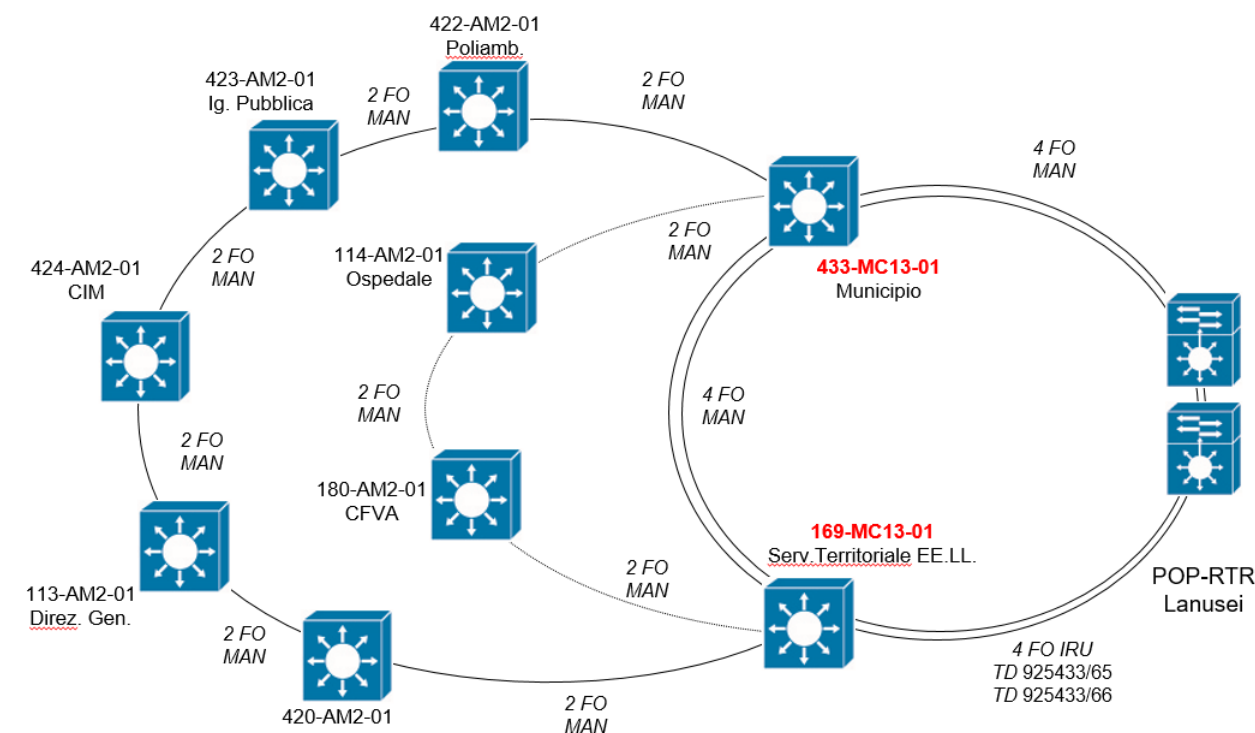 422-AM2-01
Poliamb.
423-AM2-01
Ig. Pubblica
2 FO
MAN
2 FO
MAN
4 FO
MAN
2 FO
MAN
114-AM2-01
Ospedale
2 FO
MAN
424-AM2-01
CIM
433-MC13-01
Municipio
2 FO
MAN
4 FO
MAN
2 FO
MAN
180-AM2-01
CFVA
169-MC13-01
Serv.Territoriale EE.LL.
2 FO
MAN
POP-RTR
Lanusei
113-AM2-01
Direz. Gen.
2 FO
MAN
4 FO IRU
TD 925433/65
TD 925433/66
420-AM2-01
2 FO
MAN